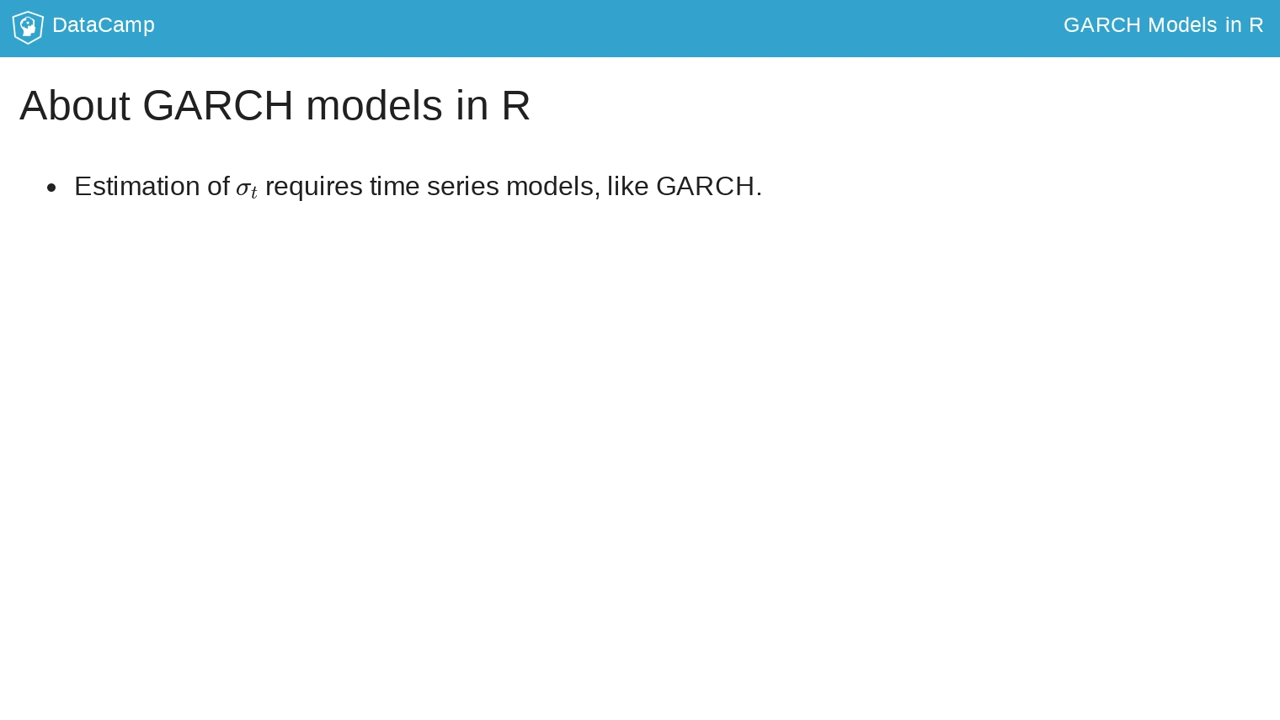 DataCamp
GARCH Models in R
About GARCH models in R
• Estimation of σₜ requires time series models, like GARCH.